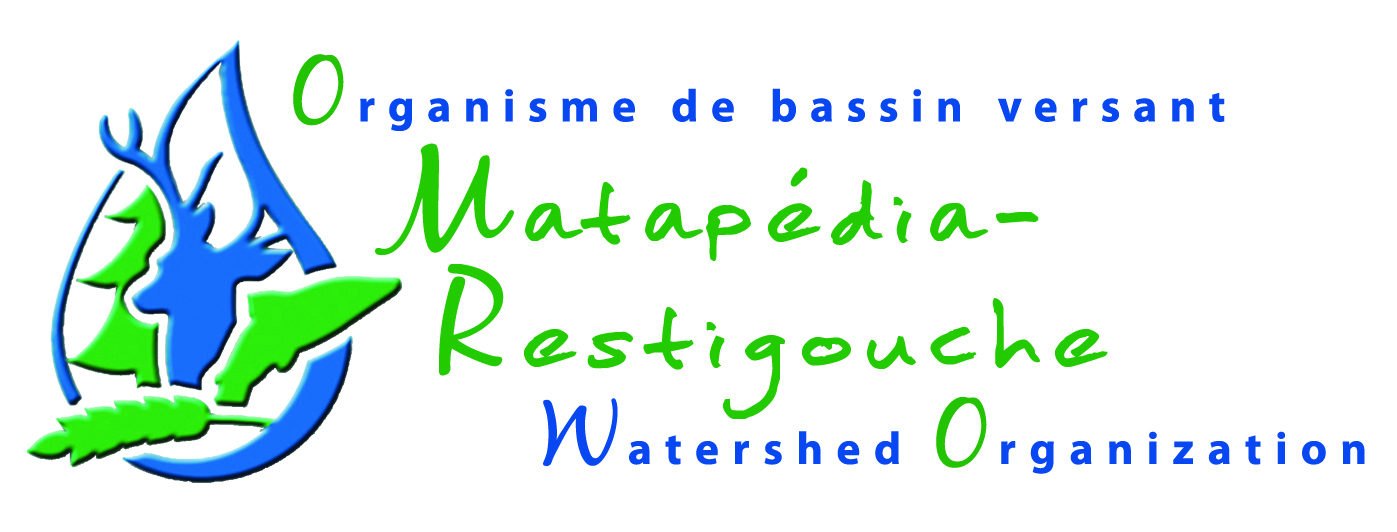 Organisme de bassin versant
Matapédia-
Restigouche
Watershed Organization